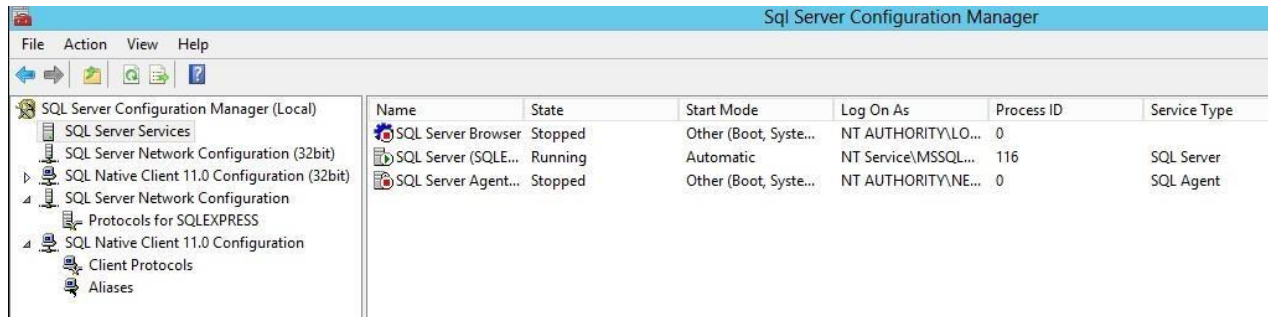 Sql Server Configuration Manager
File Action View Help
SQL Server Configuration Manager (Local)
SQL Server Services
SQL Server Network Configuration (32bit)
SQL Native Client 11.0 Configuration (32bit)
SQL Server Network Configuration
Protocols for SQLEXPRESS
SQL Native Client 11.0 Configuration
Client Protocols
Aliases
Name State Start Mode Log On As Process ID Service Type
SQL Server Browser Stopped Other (Boot, Syste... NT AUTHORITY\LO... 0
SQL Server (SQLE... Running Automatic NT Service\MSSQL... 116 SQL Server
SQL Server Agent... Stopped Other (Boot, Syste... NT AUTHORITY\NE... 0 SQL Agent